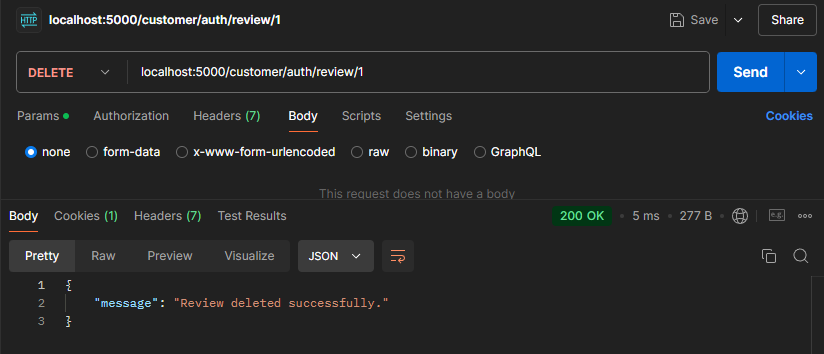 HTTP localhost:5000/customer/auth/review/1 Save Share
DELETE localhost:5000/customer/auth/review/1 Send
Params Authorization Headers (7) Body Scripts Settings Cookies
none form-data x-www-form-urlencoded raw binary GraphQL
This request does not have a body
Body Cookies (1) Headers (7) Test Results 200 OK 5 ms 277 B e.g.
Pretty Raw Preview Visualize JSON
1 {
2 "message": "Review deleted successfully."
3 }